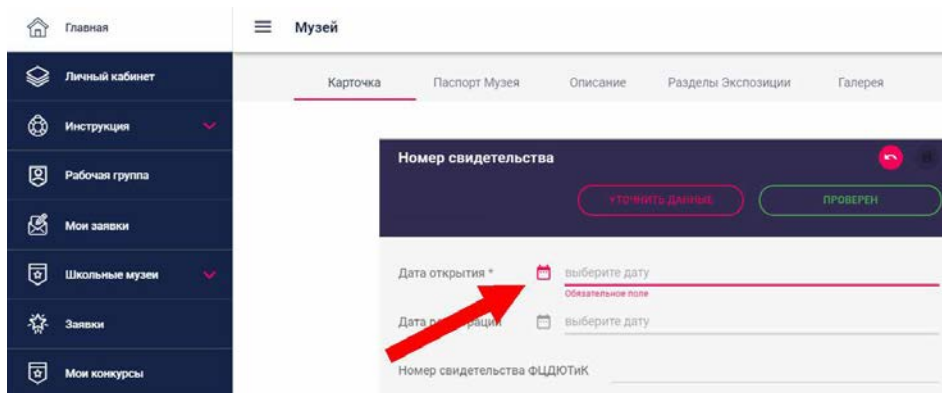 Главная
Музей
Личный кабинет
Инструкция
Рабочая группа
Мои заявки
Школьные музеи
Заявки
Мои конкурсы
Карточка Паспорт Музея Описание Разделы Экспозиции Галерея
Номер свидетельства
УТОЧНИТЬ ДАННЫЕ ПРОВЕРЕН
Дата открытия * выберите дату
Обязательное поле
Дата выберите дату
Номер свидетельства ФЦДЮТиК